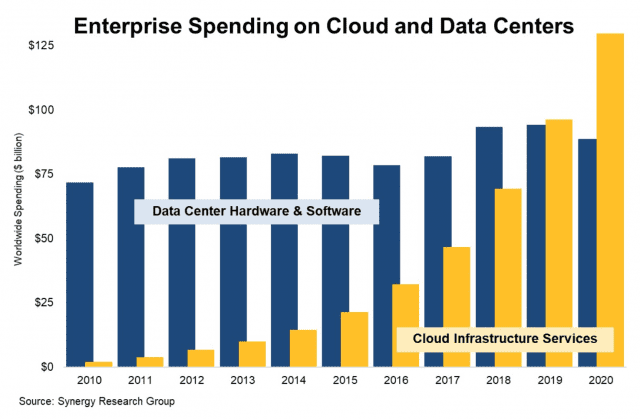 Enterprise Spending on Cloud and Data Centers
$125
$100
$75
$50
$25
$0
Worldwide Spending ($ billion)
Data Center Hardware & Software
Cloud Infrastructure Services
2010 2011 2012 2013 2014 2015 2016 2017 2018 2019 2020
Source: Synergy Research Group